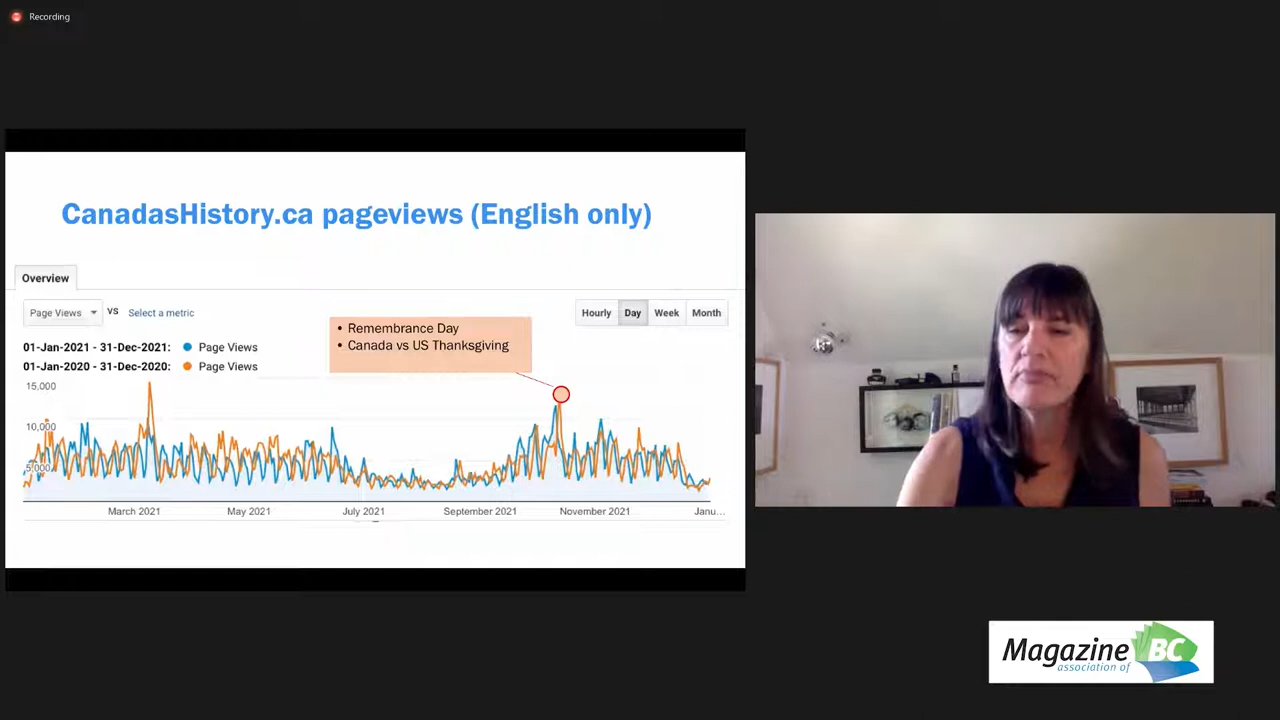 Recording
CanadasHistory.ca pageviews (English only)
Overview
Page Views VS Select a metric
Hourly Day Week Month
• Remembrance Day
• Canada vs US Thanksgiving
01-Jan-2021 - 31-Dec-2021: Page Views
01-Jan-2020 - 31-Dec-2020: Page Views
15,000
10,000
5,000
March 2021 May 2021 July 2021 September 2021 November 2021 Janu...
Magazine BC
association of